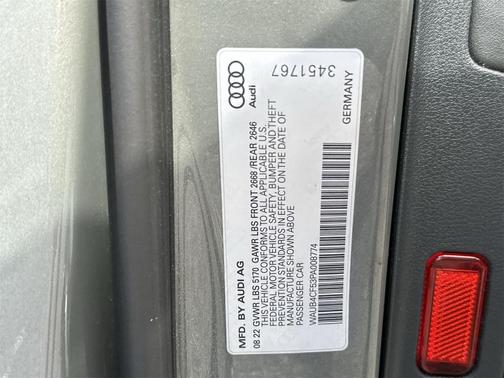 MFD. BY AUDI AG
08 22 GVWR LBS 5170 GAWR LBS FRONT 2668 /REAR 2646
THIS VEHICLE CONFORMS TO ALL APPLICABLE U.S.
FEDERAL MOTOR VEHICLE SAFETY, BUMPER AND THEFT
PREVENTION STANDARDS IN EFFECT ON THE DATE OF
MANUFACTURE SHOWN ABOVE.
PASSENGER CAR
WAUB4CF53PA008774
Audi
3451767
GERMANY